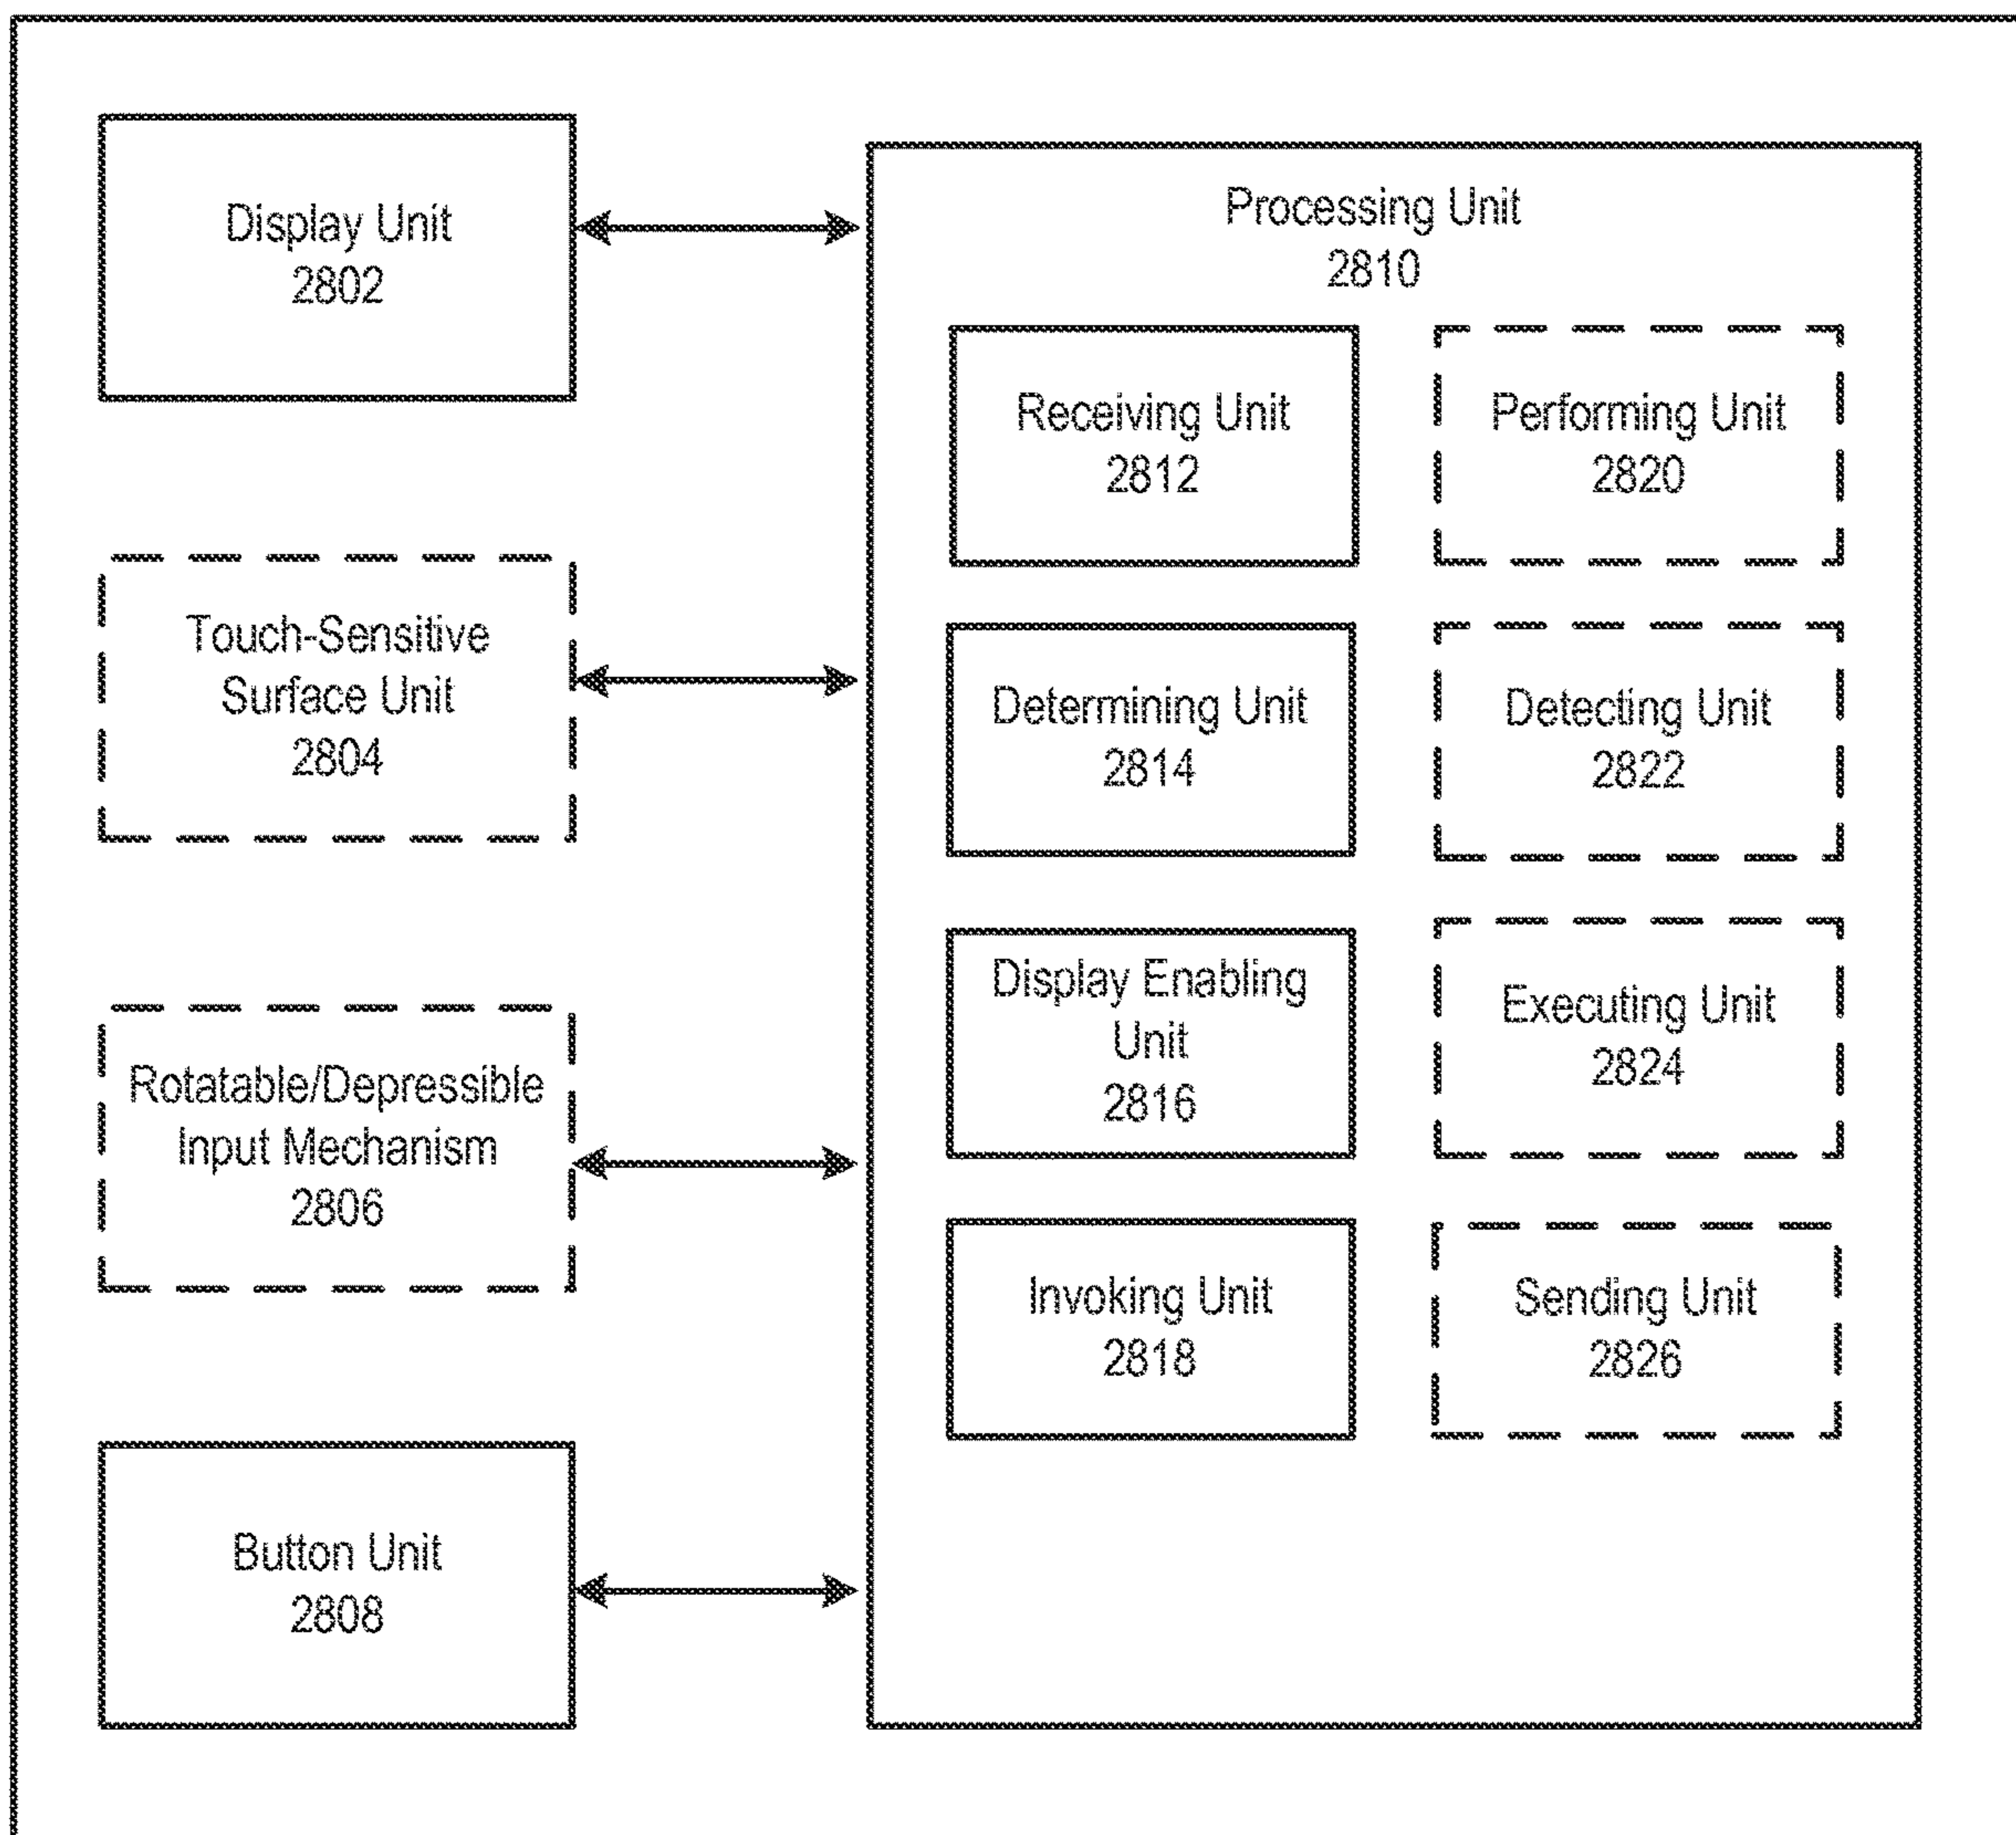 Display Unit
2802
Touch-Sensitive
Surface Unit
2804
Rotatable/Depressible
Input Mechanism
2806
Button Unit
2808
Processing Unit
2810
Receiving Unit
2812
Performing Unit
2820
Determining Unit
2814
Detecting Unit
2822
Display Enabling
Unit
2816
Executing Unit
2824
Invoking Unit
2818
Sending Unit
2826